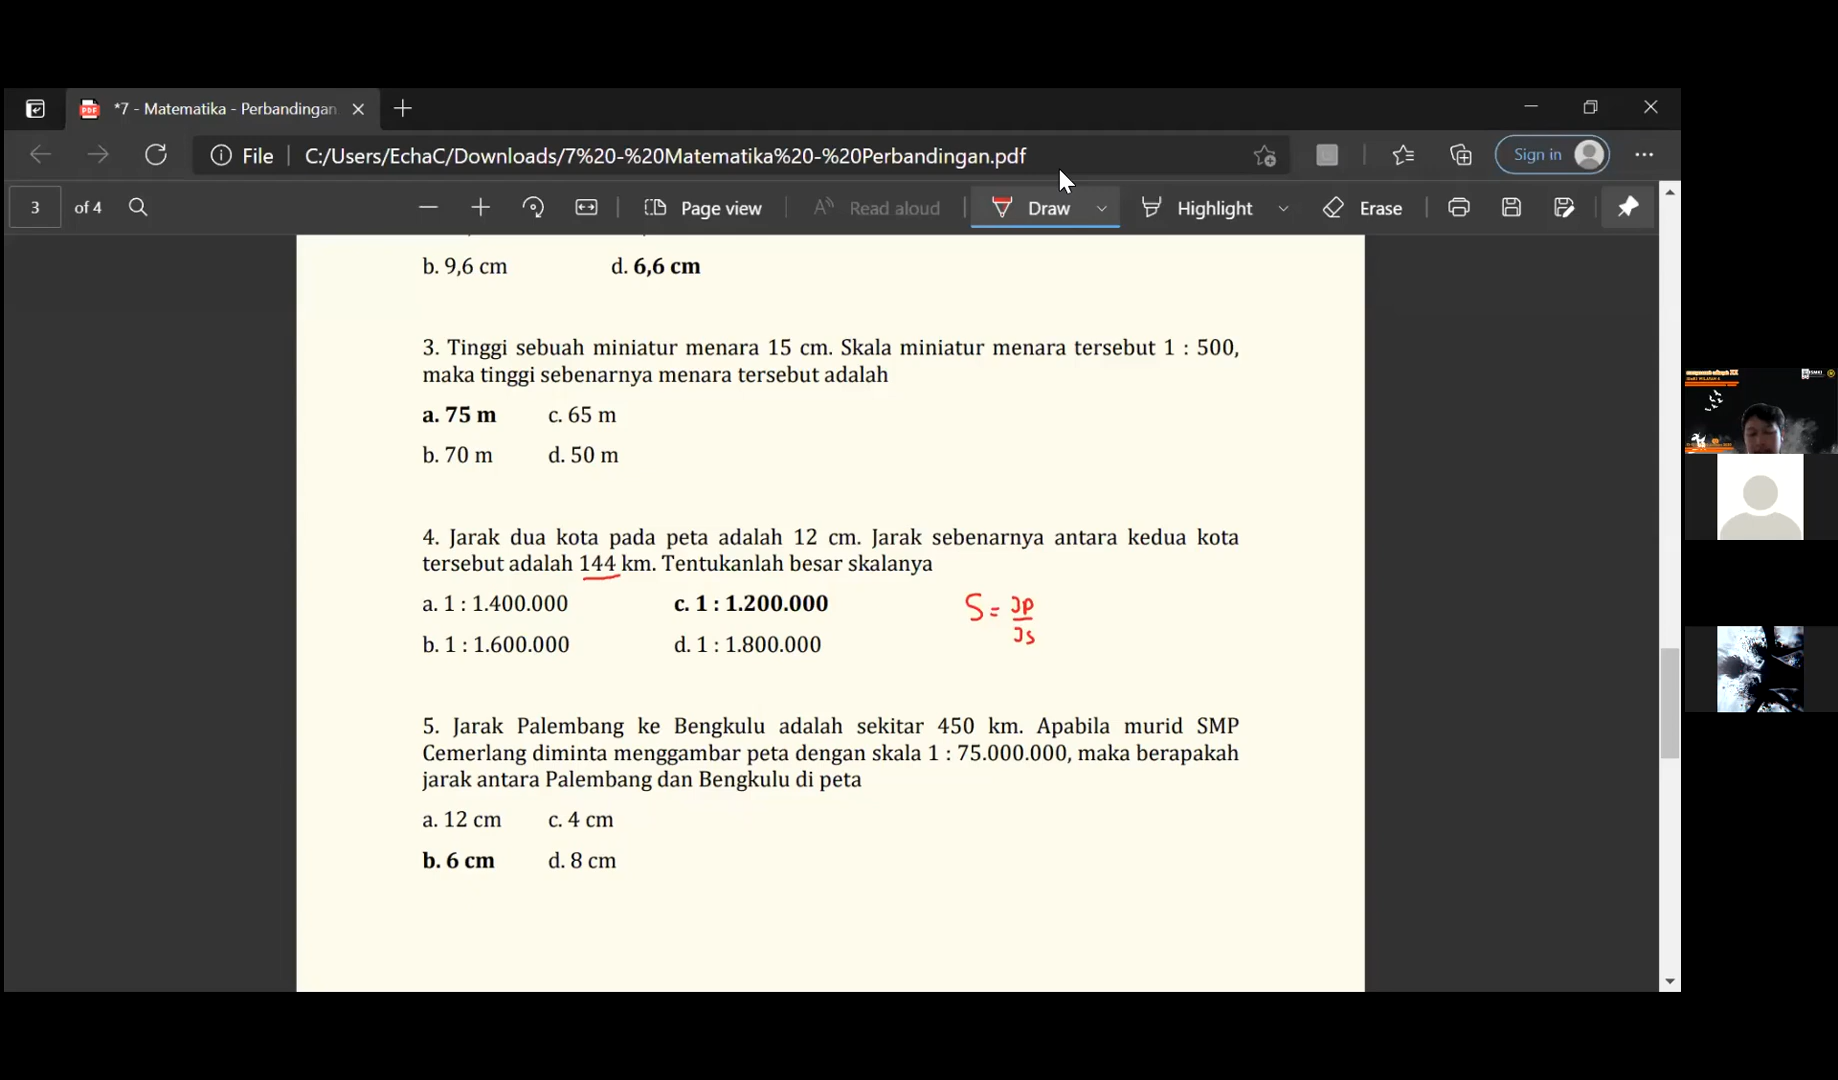 *7 - Matematika - Perbandingan
File C:/Users/EchaC/Downloads/7%20-%20Matematika%20-%20Perbandingan.pdf
Sign in
3 of 4 Page view Read aloud Draw Highlight Erase
b. 9,6 cm d. 6,6 cm
3. Tinggi sebuah miniatur menara 15 cm. Skala miniatur menara tersebut 1 : 500,
maka tinggi sebenarnya menara tersebut adalah
a. 75 m c. 65 m
b. 70 m d. 50 m
4. Jarak dua kota pada peta adalah 12 cm. Jarak sebenarnya antara kedua kota
tersebut adalah 144 km. Tentukanlah besar skalanya
a. 1 : 1.400.000 c. 1 : 1.200.000
S = Jp
Js
b. 1 : 1.600.000 d. 1 : 1.800.000
5. Jarak Palembang ke Bengkulu adalah sekitar 450 km. Apabila murid SMP
Cemerlang diminta menggambar peta dengan skala 1 : 75.000.000, maka berapakah
jarak antara Palembang dan Bengkulu di peta
a. 12 cm c. 4 cm
b. 6 cm d. 8 cm